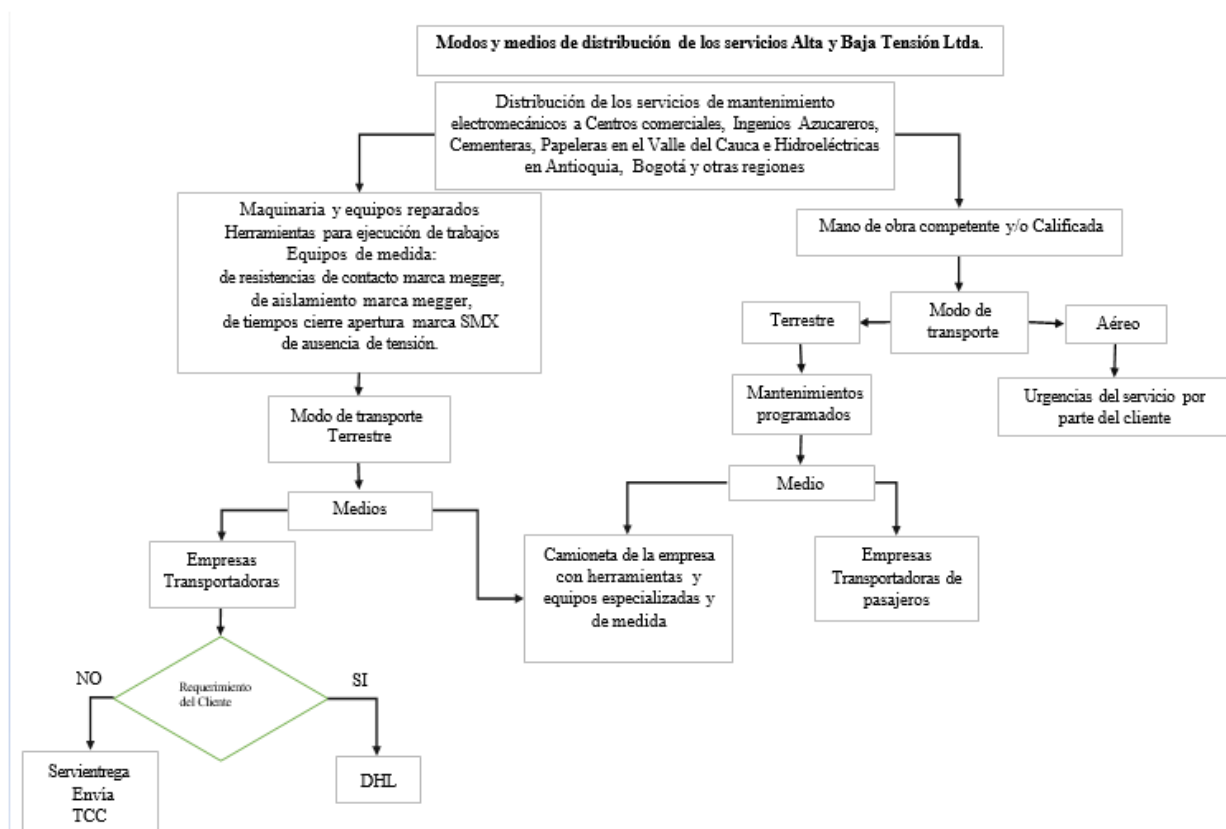 Modos y medios de distribución de los servicios Alta y Baja Tensión Ltda.
Distribución de los servicios de mantenimiento
electromecánicos a Centros comerciales, Ingenios Azucareros,
Cementeras, Papeleras en el Valle del Cauca e Hidroeléctricas
en Antioquia, Bogotá y otras regiones
Maquinaria y equipos reparados
Herramientas para ejecución de trabajos
Equipos de medida:
de resistencias de contacto marca megger,
de aislamiento marca megger,
de tiempos cierre apertura marca SMX
de ausencia de tensión.
Mano de obra competente y/o Calificada
Terrestre
Modo de
transporte
Aéreo
Mantenimientos
programados
Urgencias del servicio por
parte del cliente
Modo de transporte
Terrestre
Medio
Medios
Empresas
Transportadoras
Camioneta de la empresa
con herramientas y
equipos especializadas y
de medida
Empresas
Transportadoras de
pasajeros
NO
Requerimiento
del Cliente
SI
Servientrega
Envía
TCC
DHL